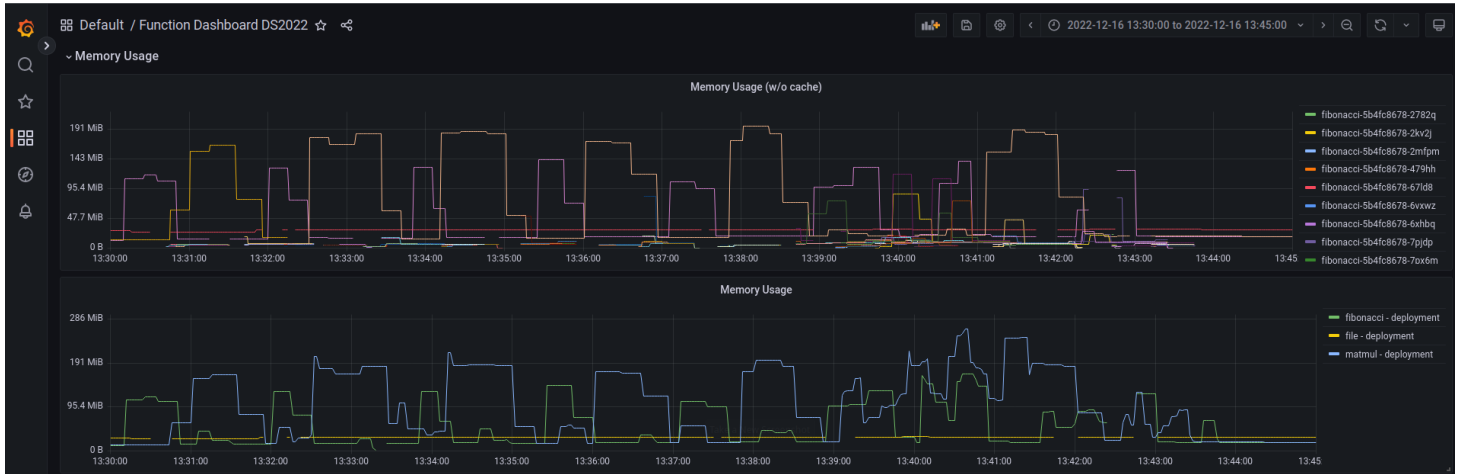 Default / Function Dashboard DS2022
2022-12-16 13:30:00 to 2022-12-16 13:45:00
Memory Usage
Memory Usage (w/o cache)
191 MiB
143 MiB
95.4 MiB
47.7 MiB
0 B
13:30:00 13:31:00 13:32:00 13:33:00 13:34:00 13:35:00 13:36:00 13:37:00 13:38:00 13:39:00 13:40:00 13:41:00 13:42:00 13:43:00 13:44:00 13:45
fibonacci-5b4fc8678-2782q
fibonacci-5b4fc8678-2kv2j
fibonacci-5b4fc8678-2mfpm
fibonacci-5b4fc8678-479hh
fibonacci-5b4fc8678-67ld8
fibonacci-5b4fc8678-6vxwz
fibonacci-5b4fc8678-6xhbq
fibonacci-5b4fc8678-7pjdp
fibonacci-5b4fc8678-7px6m
Memory Usage
286 MiB
191 MiB
95.4 MiB
0 B
13:30:00 13:31:00 13:32:00 13:33:00 13:34:00 13:35:00 13:36:00 13:37:00 13:38:00 13:39:00 13:40:00 13:41:00 13:42:00 13:43:00 13:44:00 13:45
fibonacci - deployment
file - deployment
matmul - deployment